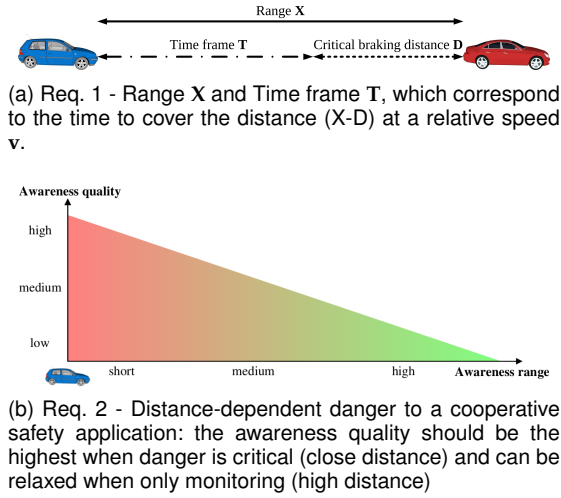 Range X
Time frame T
Critical braking distance D
(a) Req. 1 - Range X and Time frame T, which correspond
to the time to cover the distance (X-D) at a relative speed
v.
Awareness quality
high
medium
low
short medium high Awareness range
(b) Req. 2 - Distance-dependent danger to a cooperative
safety application: the awareness quality should be the
highest when danger is critical (close distance) and can be
relaxed when only monitoring (high distance)